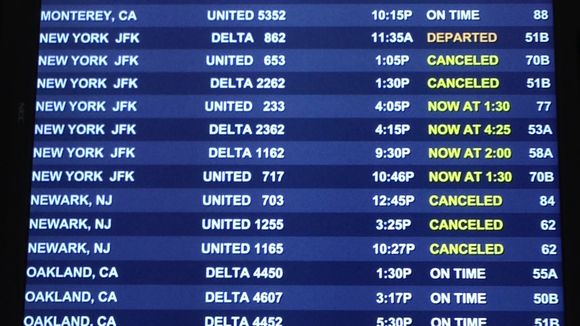 MONTEREY, CA UNITED 5352 10:15P ON TIME 88
NEW YORK JFK DELTA 862 11:35A DEPARTED 51B
NEW YORK JFK UNITED 653 1:05P CANCELED 70B
NEW YORK JFK DELTA 2262 1:30P CANCELED 51B
NEW YORK JFK UNITED 233 4:05P NOW AT 1:30 77
NEW YORK JFK DELTA 2362 4:15P NOW AT 4:25 53A
NEW YORK JFK DELTA 1162 9:30P NOW AT 2:00 58A
NEW YORK JFK UNITED 717 10:46P NOW AT 1:30 70B
NEWARK, NJ UNITED 703 12:45P CANCELED 84
NEWARK, NJ UNITED 1255 3:25P CANCELED 62
NEWARK, NJ UNITED 1165 10:27P CANCELED 62
OAKLAND, CA DELTA 4450 1:30P ON TIME 55A
OAKLAND, CA DELTA 4607 3:17P ON TIME 50B
OAKLAND, CA DELTA 4452 5:30P ON TIME 51B
NEC